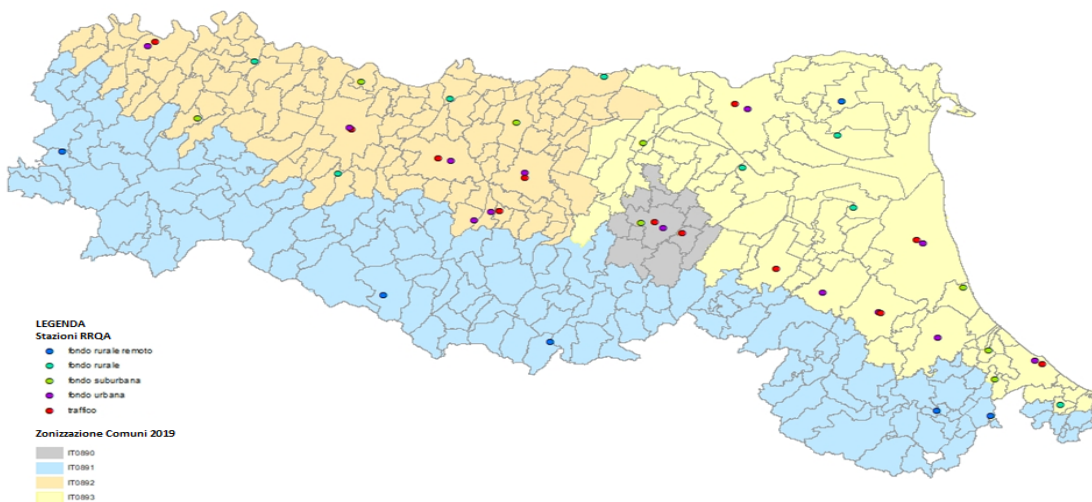 LEGENDA
Stazioni RRQA
fondo rurale remoto
fondo rurale
fondo suburbana
fondo urbana
traffico
Zonizzazione Comuni 2019
IT0890
IT0891
IT0892
IT0893